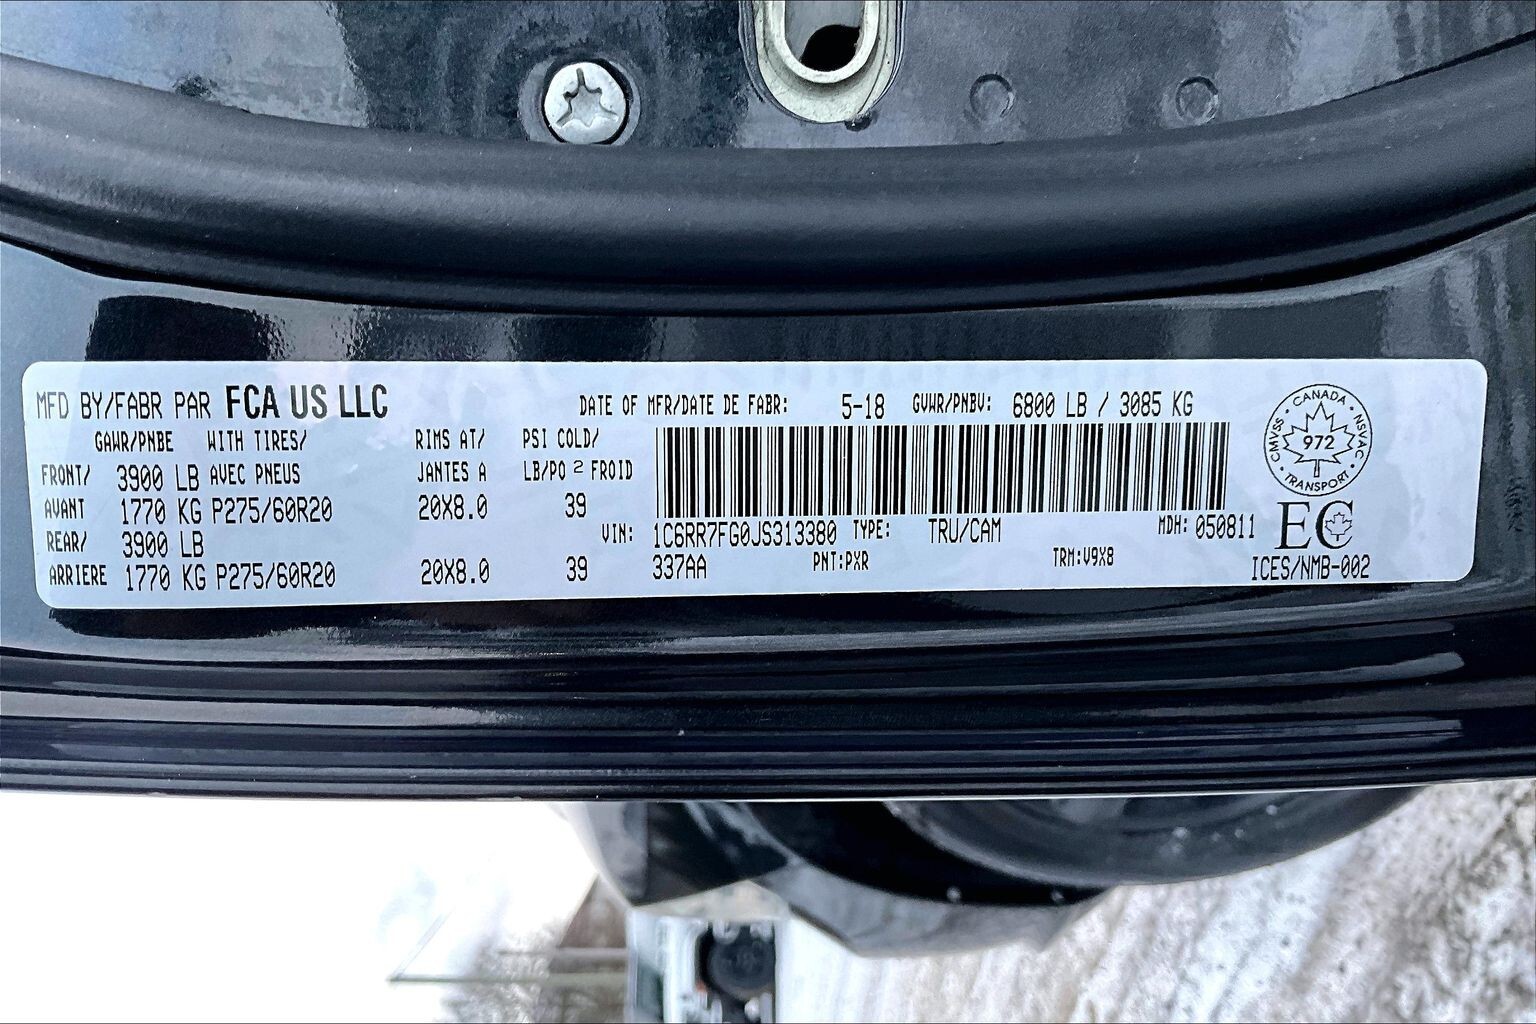 MFD BY/FABR PAR FCA US LLC DATE OF MFR/DATE DE FABR: 5-18 GVWR/PNBV: 6800 LB / 3085 KG
GAWR/PNBE WITH TIRES/ RIMS AT/ PSI COLD/
FRONT/ 3900 LB AVEC PNEUS JANTES A LB/PO 2 FROID
AVANT 1770 KG P275/60R20 20X8.0 39
VIN: 1C6RR7FG0JS313380 TYPE: TRU/CAM MDH: 050811
REAR/ 3900 LB
ARRIERE 1770 KG P275/60R20 20X8.0 39 337AA PNT:PXR TRM:V9X8
CANADA
CMVSS 972 NSVAC
TRANSPORT
EC
ICES/NMB-002